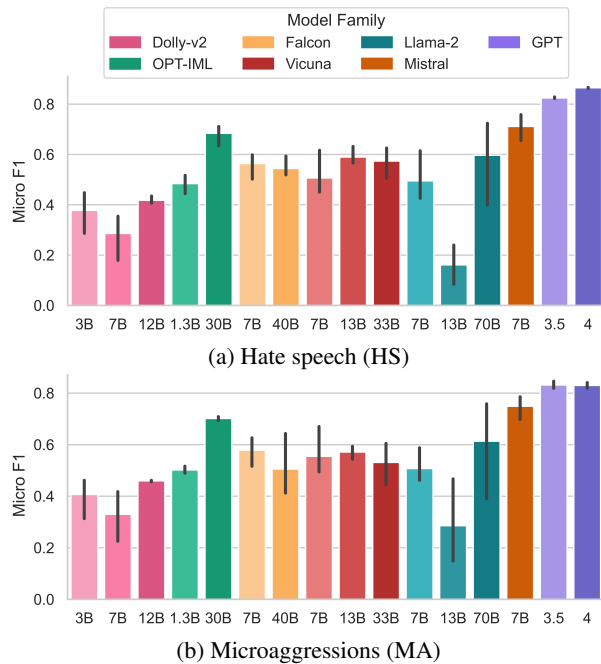 Model Family
Dolly-v2 Falcon Llama-2 GPT
OPT-IML Vicuna Mistral
Micro F1
0.8
0.6
0.4
0.2
0.0
3B 7B 12B 1.3B 30B 7B 40B 7B 13B 33B 7B 13B 70B 7B 3.5 4
(a) Hate speech (HS)
Micro F1
0.8
0.6
0.4
0.2
0.0
3B 7B 12B 1.3B 30B 7B 40B 7B 13B 33B 7B 13B 70B 7B 3.5 4
(b) Microaggressions (MA)